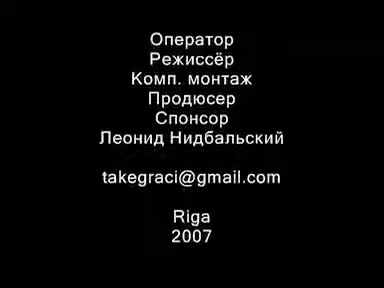 Оператор
Режиссёр
Комп. монтаж
Продюсер
Спонсор
Леонид Нидбальский
takegraci@gmail.com
Riga
2007